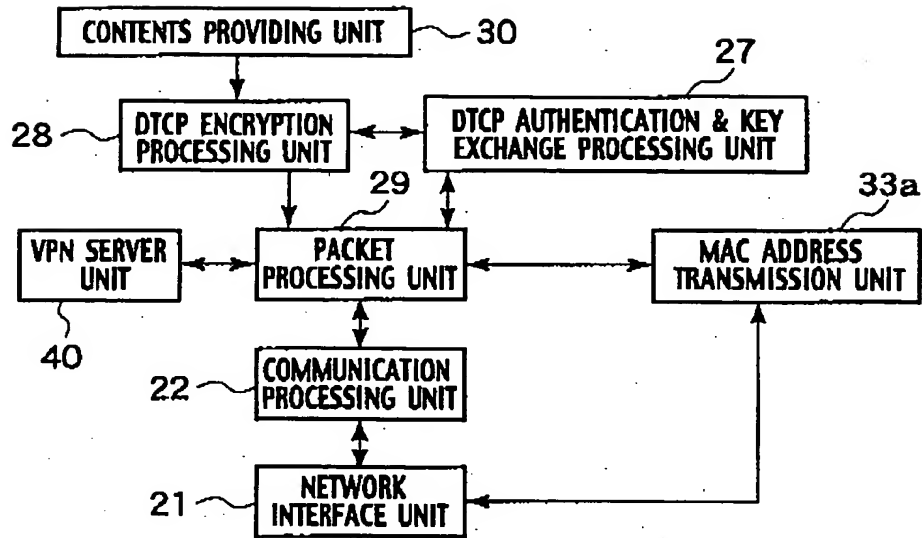 CONTENTS PROVIDING UNIT
30
27
28
DTCP ENCRYPTION
PROCESSING UNIT
DTCP AUTHENTICATION & KEY
EXCHANGE PROCESSING UNIT
29
33a
VPN SERVER
UNIT
PACKET
PROCESSING UNIT
MAC ADDRESS
TRANSMISSION UNIT
40
22
COMMUNICATION
PROCESSING UNIT
21
NETWORK
INTERFACE UNIT